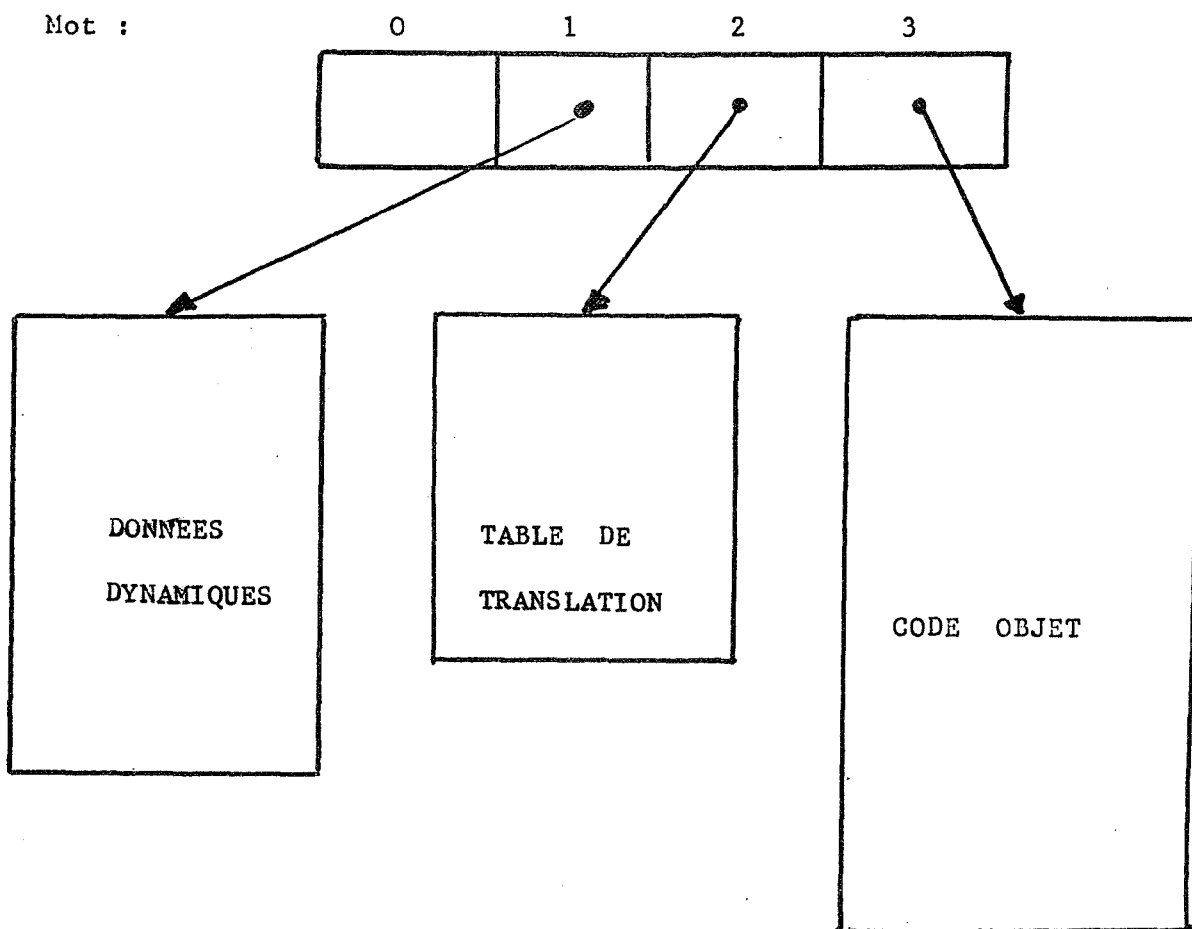 Mot : 0 1 2 3
DONNEES
DYNAMIQUES
TABLE DE
TRANSLATION
CODE OBJET